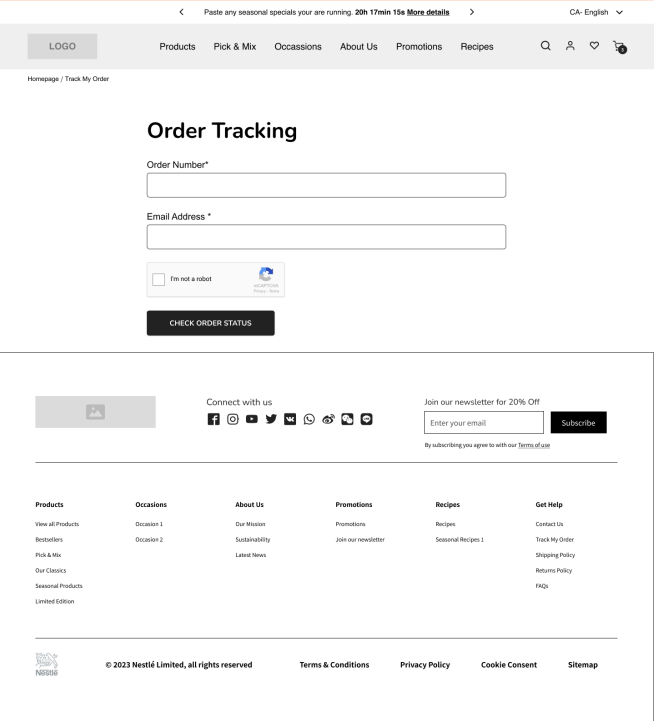 Paste any seasonal specials your are running. 20h 17min 15s More details
CA- English
LOGO
Products Pick & Mix Occassions About Us Promotions Recipes
3
Homepage / Track My Order
Order Tracking
Order Number*
Email Address *
I'm not a robot
reCAPTCHA
Privacy - Terms
CHECK ORDER STATUS
Connect with us
Join our newsletter for 20% Off
Enter your email
Subscribe
By subscribing you agree to with our Terms of use
Products Occasions About Us Promotions Recipes Get Help
View all Products Occasion 1 Our Mission Promotions Recipes Contact Us
Bestsellers Occasion 2 Sustainability Join our newsletter Seasonal Recipes 1 Track My Order
Pick & Mix Latest News Shipping Policy
Our Classics Returns Policy
Seasonal Products FAQs
Limited Edition
Nestlé
© 2023 Nestlé Limited, all rights reserved Terms & Conditions Privacy Policy Cookie Consent Sitemap